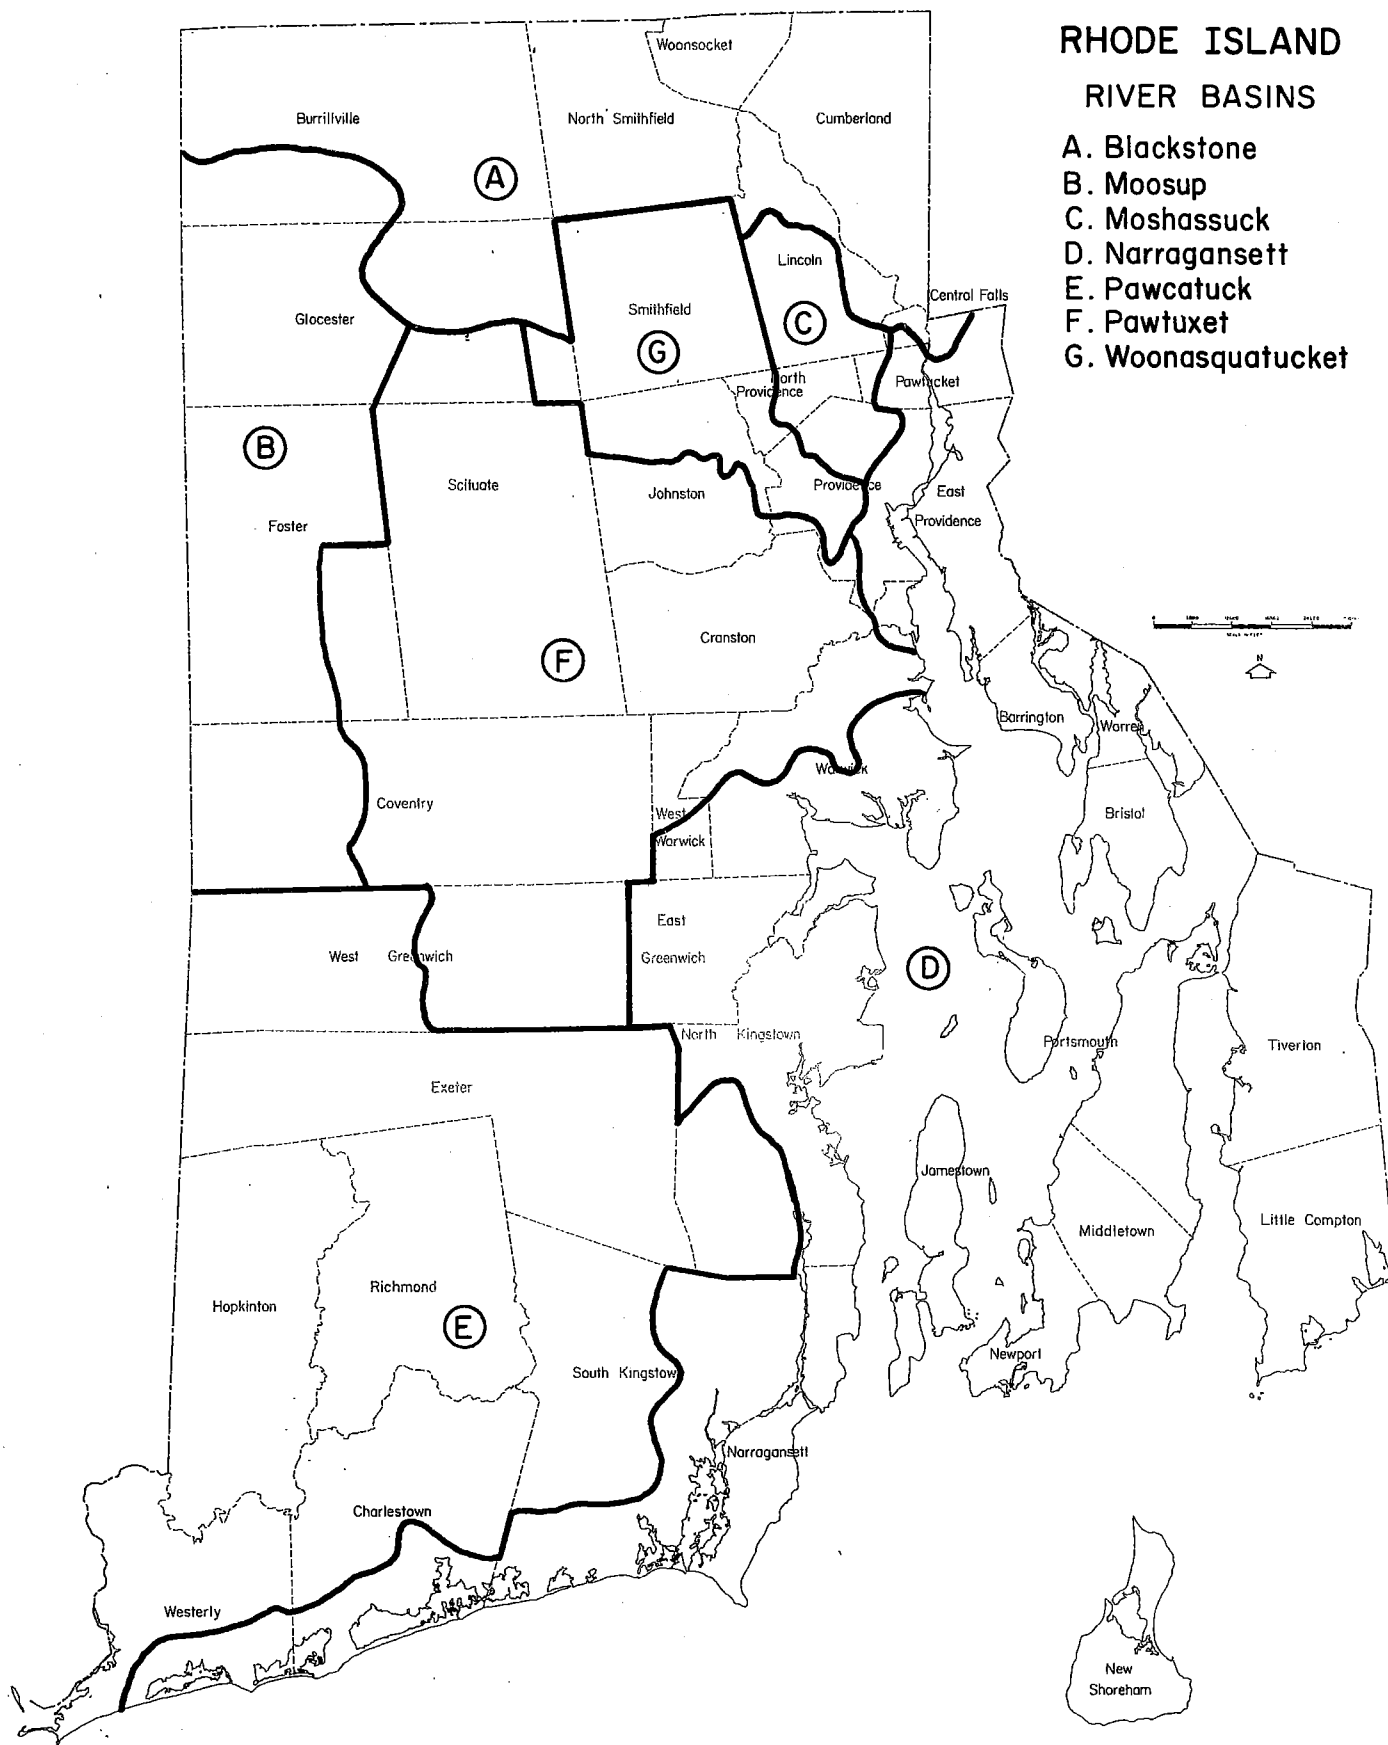 RHODE ISLAND
RIVER BASINS
A. Blackstone
B. Moosup
C. Moshassuck
D. Narragansett
E. Pawcatuck
F. Pawtuxet
G. Woonasquatucket
Woonsocket
Burrillville
North Smithfield
Cumberland
A
Lincoln
Central Falls
Glocester
Smithfield
C
G
North
Providence
Pawtucket
B
Scituate
Johnston
Providence
East
Providence
Foster
Cranston
N
F
Barrington
Warren
Warwick
Coventry
West
Warwick
Bristol
East
Greenwich
West Greenwich
D
North Kingstown
Portsmouth
Tiverton
Exeter
Jamestown
Middletown
Little Compton
Richmond
Hopkinton
E
Newport
South Kingstow
Narragansett
Charlestown
Westerly
New
Shoreham